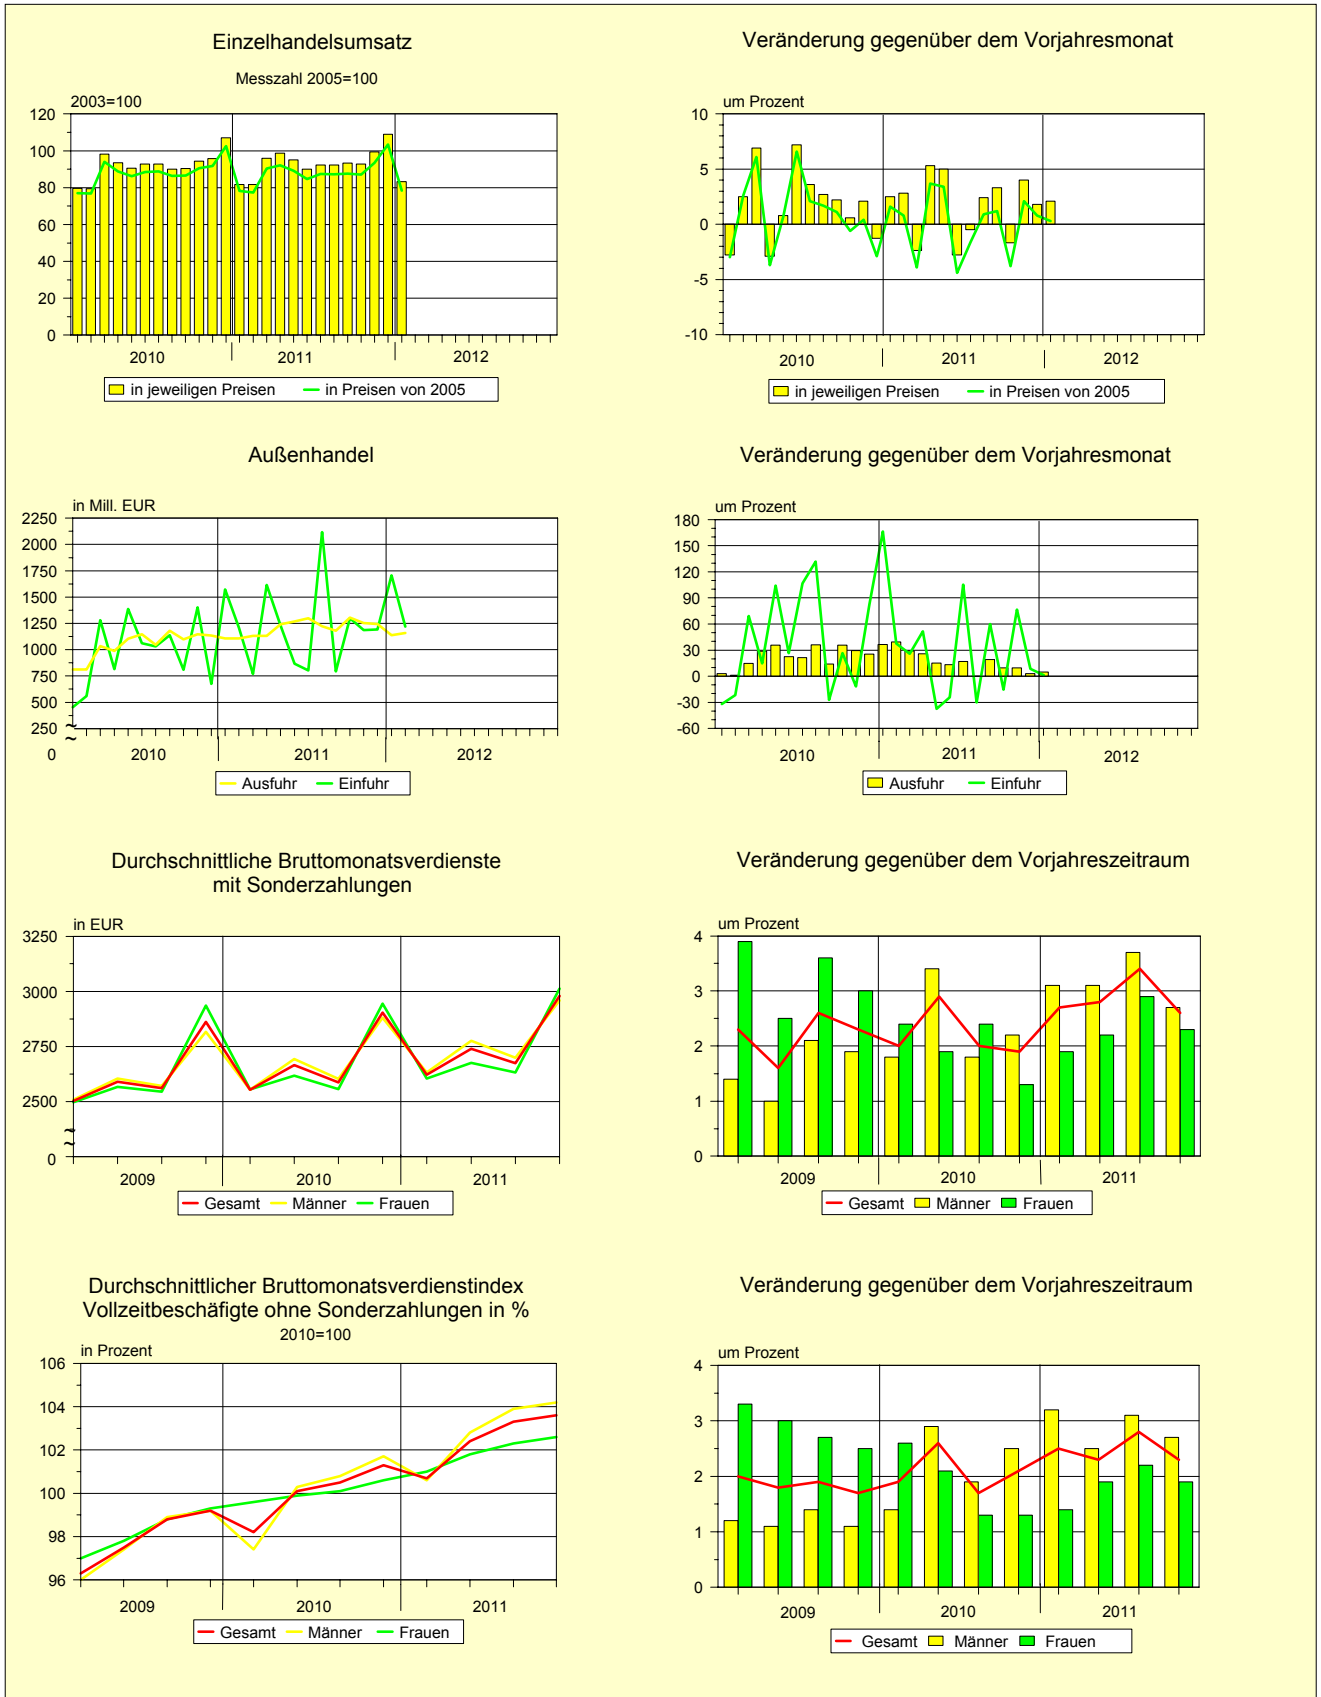 Einzelhandelsumsatz
Messzahl 2005=100
2003=100
120
100
80
60
40
20
0
2010
2011
2012
in jeweiligen Preisen
in Preisen von 2005
Veränderung gegenüber dem Vorjahresmonat
um Prozent
10
5
0
-5
-10
2010
2011
2012
in jeweiligen Preisen
in Preisen von 2005
Außenhandel
in Mill. EUR
2250
2000
1750
1500
1250
1000
750
500
250
~
~
0
2010
2011
2012
Ausfuhr
Einfuhr
Veränderung gegenüber dem Vorjahresmonat
um Prozent
180
150
120
90
60
30
0
-30
-60
2010
2011
2012
Ausfuhr
Einfuhr
Durchschnittliche Bruttomonatsverdienste
mit Sonderzahlungen
in EUR
3250
3000
2750
2500
~
~
0
2009
2010
2011
Gesamt
Männer
Frauen
Veränderung gegenüber dem Vorjahreszeitraum
um Prozent
4
3
2
1
0
2009
2010
2011
Gesamt
Männer
Frauen
Durchschnittlicher Bruttomonatsverdienstindex
Vollzeitbeschäfigte ohne Sonderzahlungen in %
2010=100
in Prozent
106
104
102
100
98
96
2009
2010
2011
Gesamt
Männer
Frauen
Veränderung gegenüber dem Vorjahreszeitraum
um Prozent
4
3
2
1
0
2009
2010
2011
Gesamt
Männer
Frauen